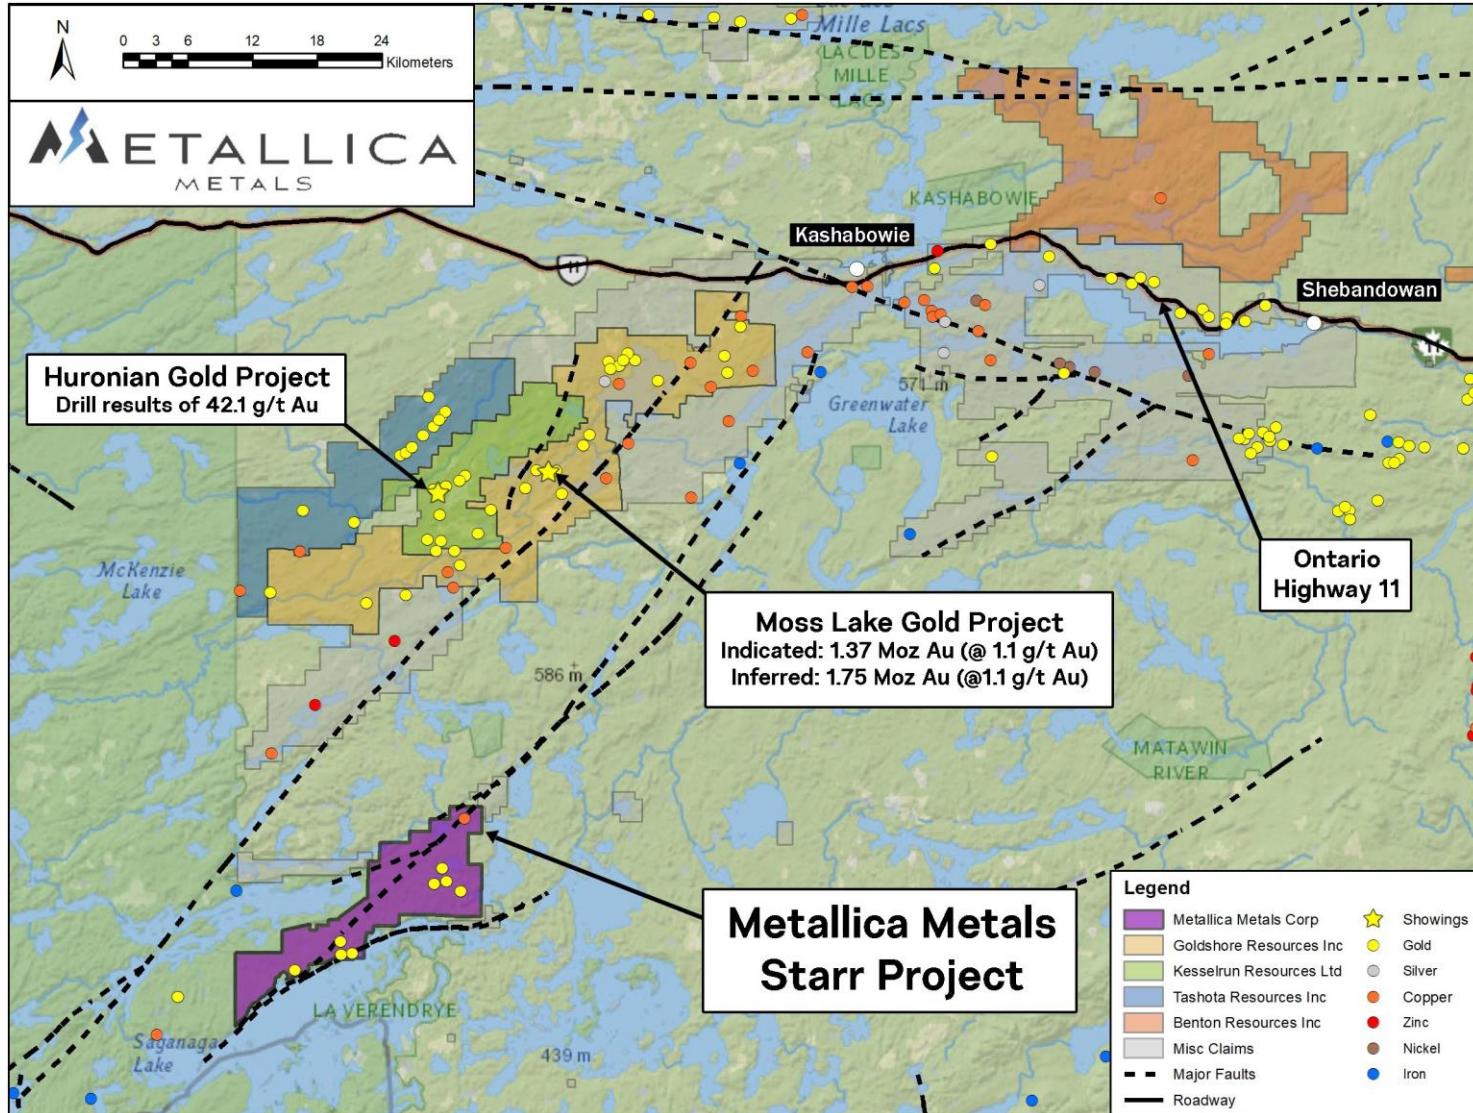 N
0 3 6 12 18 24
Kilometers
METALLICA
METALS
Mille Lacs
LAC DES
MILLE
LACS
KASHABOWIE
Kashabowie
11
Shebandowan
11
Huronian Gold Project
Drill results of 42.1 g/t Au
571 m
Greenwater
Lake
McKenzie
Lake
Ontario
Highway 11
Moss Lake Gold Project
Indicated: 1.37 Moz Au (@ 1.1 g/t Au)
Inferred: 1.75 Moz Au (@1.1 g/t Au)
586 m
MATAWIN
RIVER
Metallica Metals
Starr Project
LA VERENDRYE
Saganaga
Lake
439 m
Legend
Metallica Metals Corp
Goldshore Resources Inc
Kesselrun Resources Ltd
Tashota Resources Inc
Benton Resources Inc
Misc Claims
Major Faults
Roadway
Showings
Gold
Silver
Copper
Zinc
Nickel
Iron